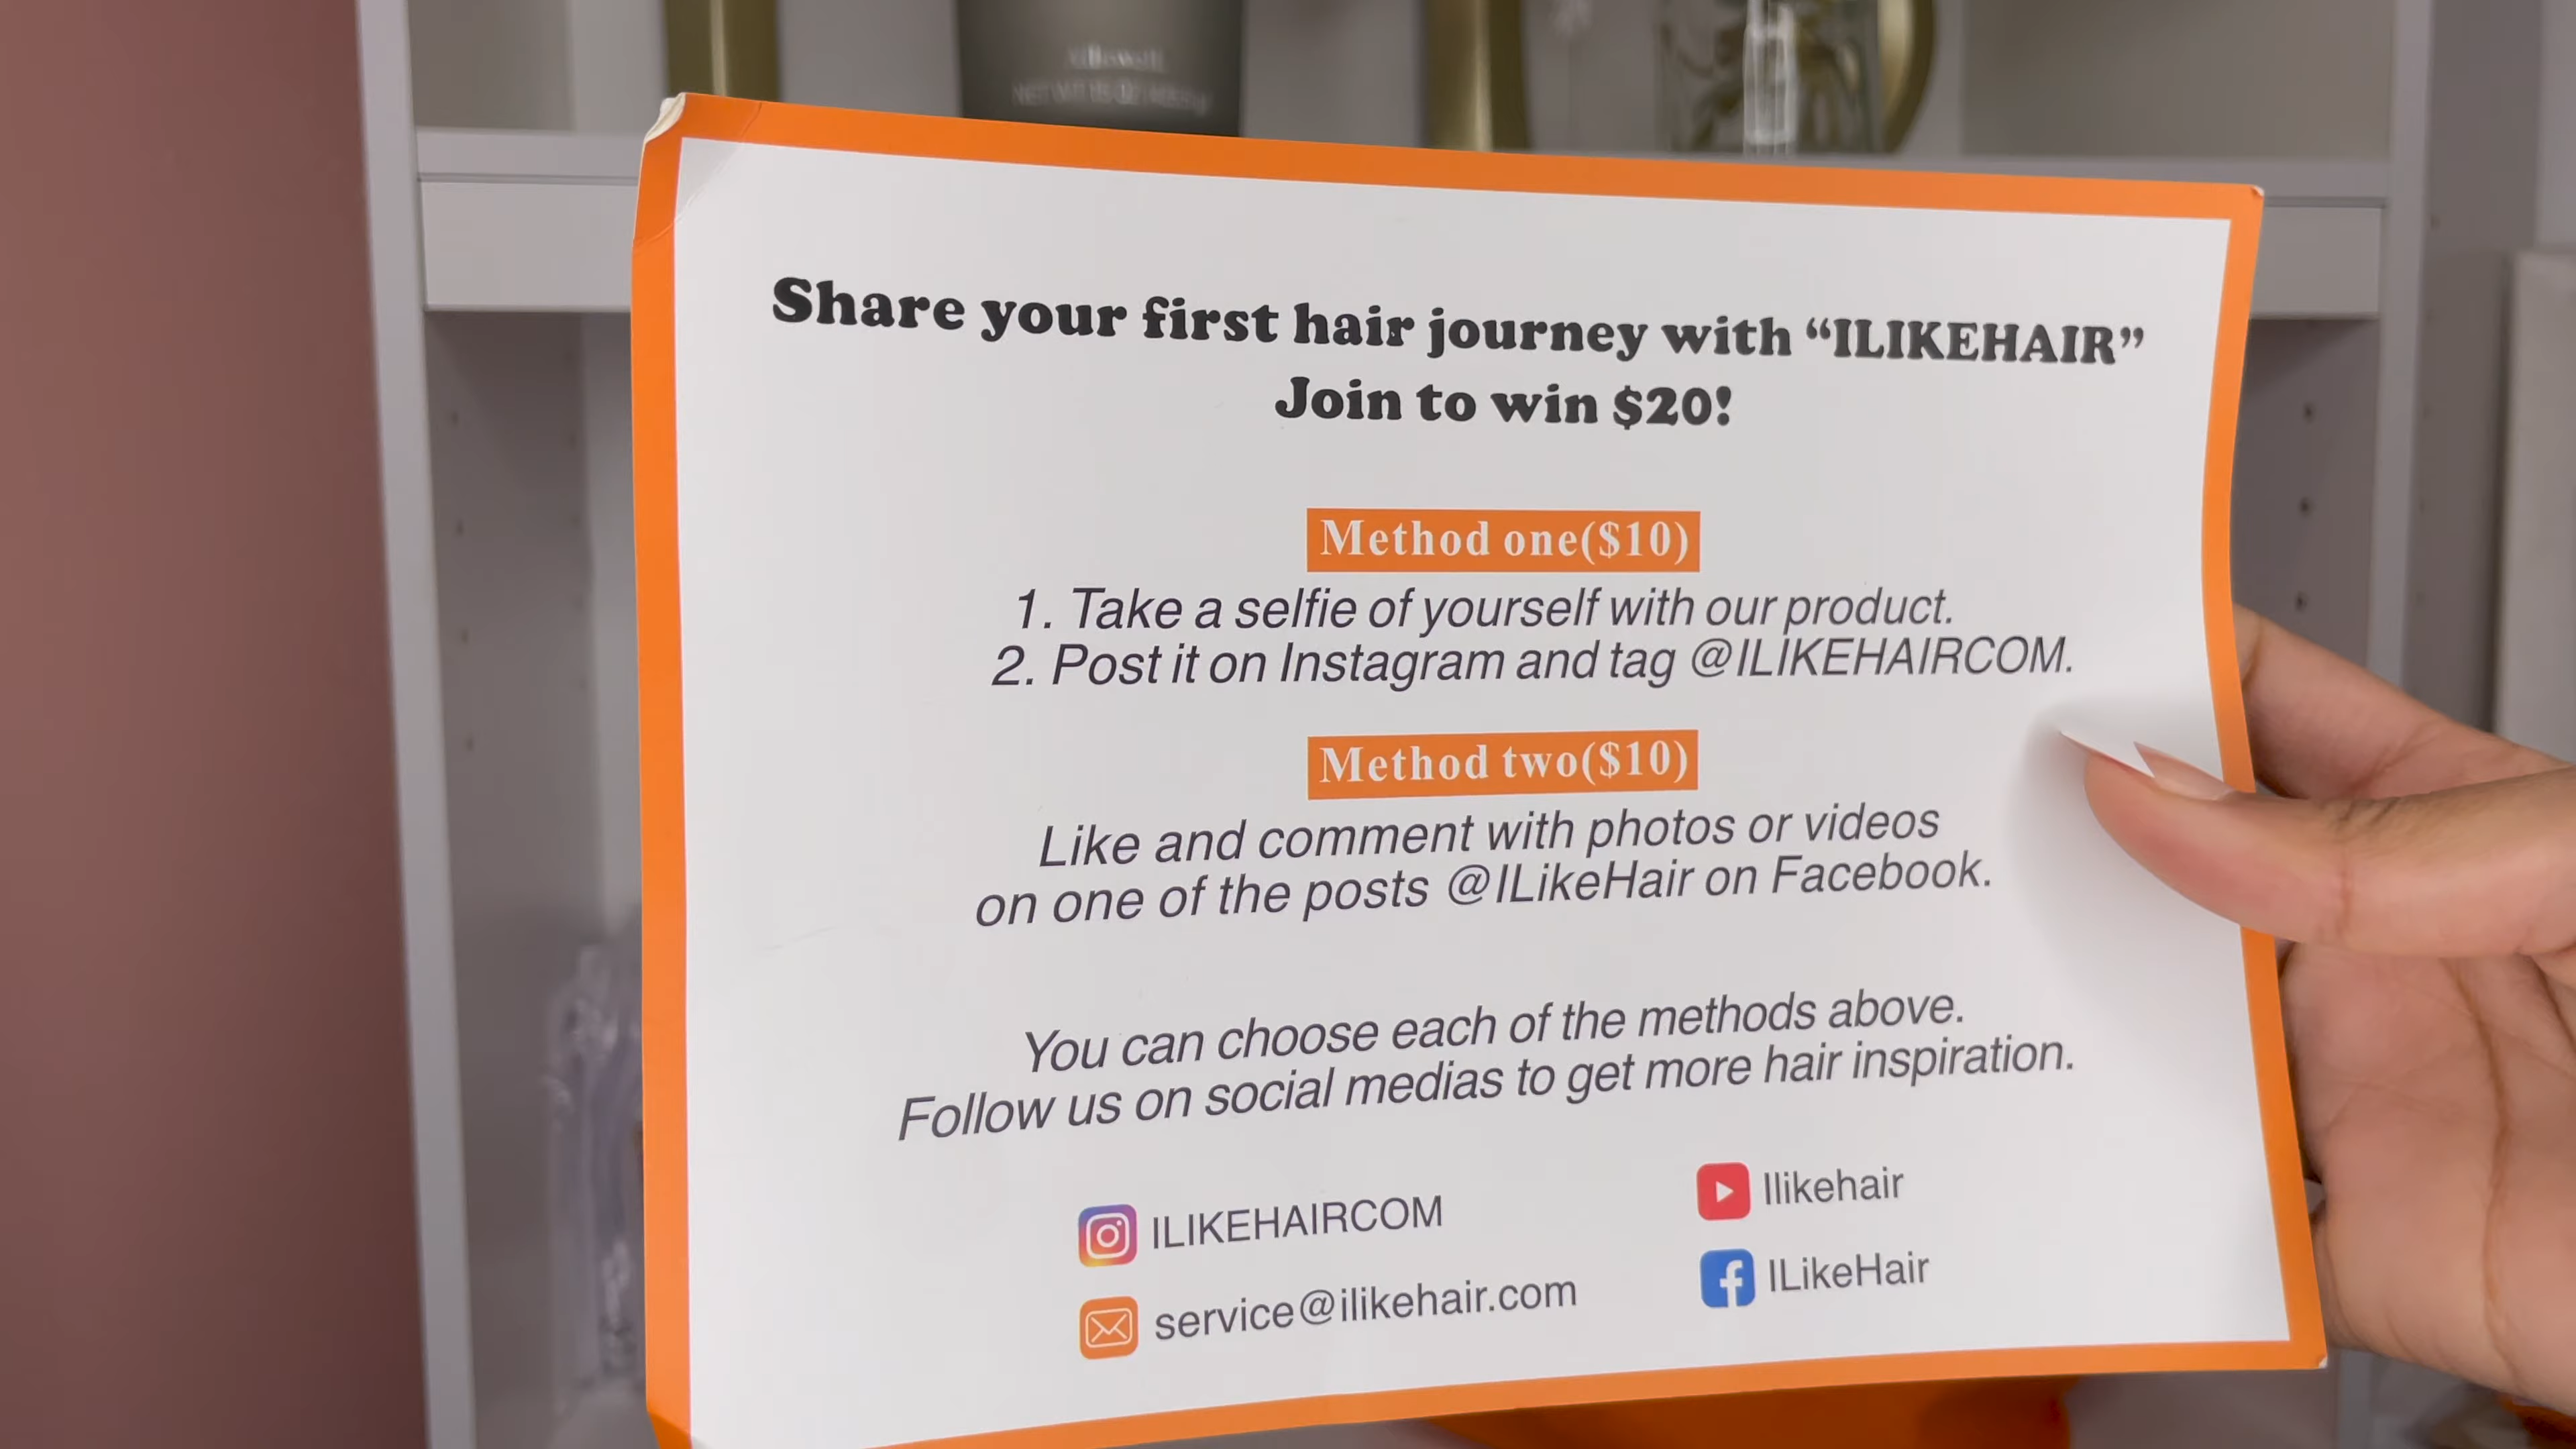 Share your first hair journey with “ILIKEHAIR”
Join to win $20!
Method one($10)
1. Take a selfie of yourself with our product.
2. Post it on Instagram and tag @ILIKEHAIRCOM.
Method two($10)
Like and comment with photos or videos
on one of the posts @ILikeHair on Facebook.
You can choose each of the methods above.
Follow us on social medias to get more hair inspiration.
ILIKEHAIRCOM
Ilikehair
service@ilikehair.com
ILikeHair